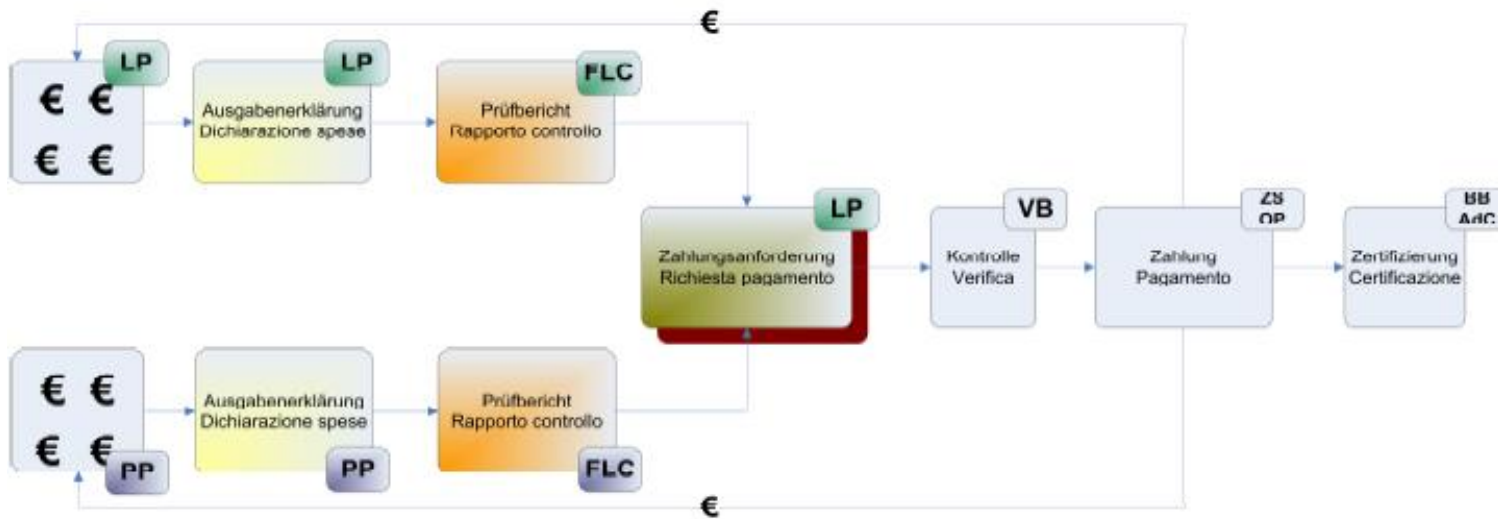 €
LP
LP
FLC
€ €
€ €
Ausgabenerklärung
Dichiarazione spese
Prüfbericht
Rapporto controllo
LP
VB
ZS
OP
BB
AdC
Zahlungsanforderung
Richiesta pagamento
Kontrolle
Verifica
Zahlung
Pagamento
Zertifizierung
Certificazione
€ €
€ €
Ausgabenerklärung
Dichiarazione spese
Prüfbericht
Rapporto controllo
PP
PP
FLC
€